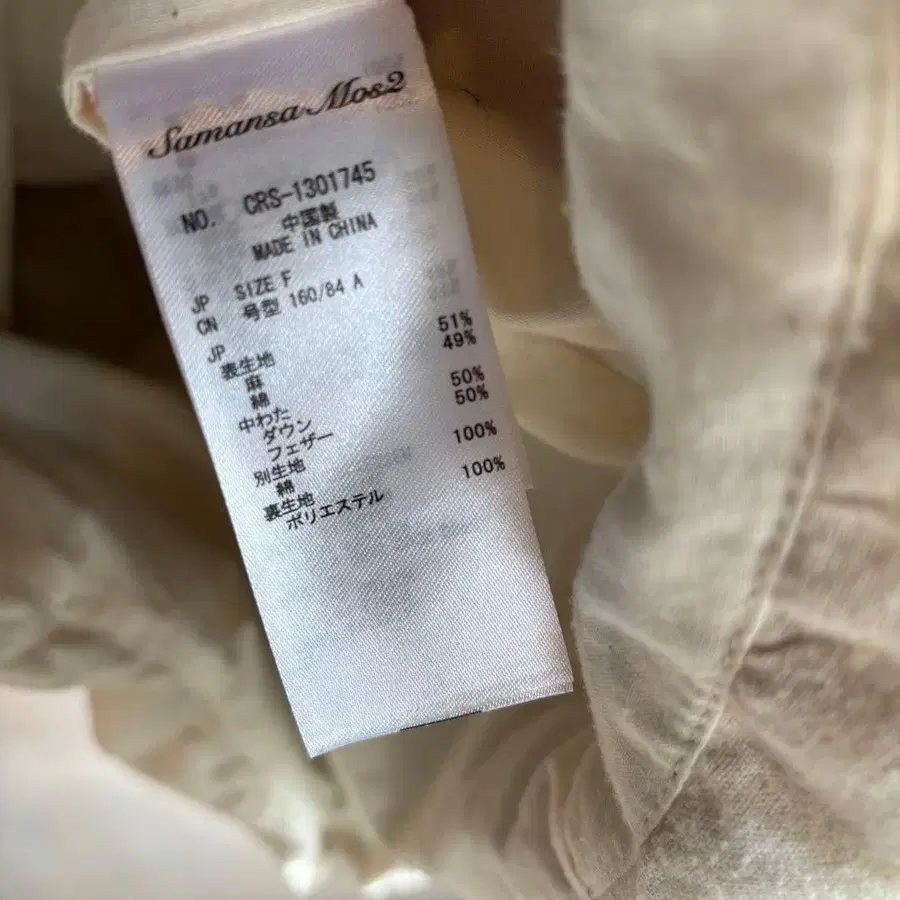 Samansa Mos2
NO. CRS-1301745
中国製
MADE IN CHINA
JP SIZE F
CN 号型 160/84 A
JP
表生地
麻 51%
綿 49%
中わた
ダウン 50%
フェザー 50%
別生地
綿 100%
裏生地
ポリエステル 100%